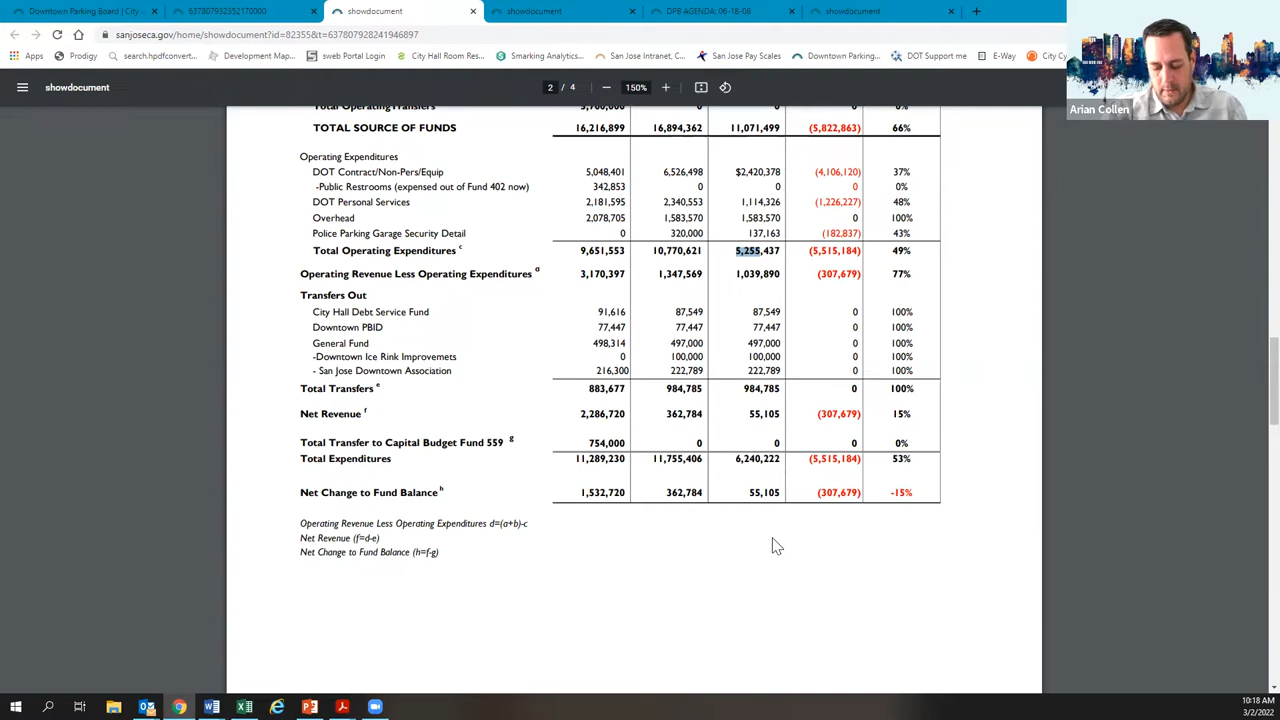 Downtown Parking Board | City
637807932352170000
showdocument
showdocument
DPB AGENDA: 06-18-08
showdocument
sanjoseca.gov/home/showdocument?id=82355&t=637807928241946897
Apps Prodigy search.hpdfconvert... Development Map... sweb Portal Login City Hall Room Res... Smarking Analytics... San Jose Intranet, C... San Jose Pay Scales Downtown Parking... DOT Support Me E-Way City Cy
showdocument 2 / 4 150%
Arian Collen
Total Operating Transfers 0 0 0 0%
TOTAL SOURCE OF FUNDS 16,216,899 16,894,362 11,071,499 (5,822,863) 66%
Operating Expenditures
DOT Contract/Non-Pers/Equip 5,048,401 6,526,498 $2,420,378 (4,106,120) 37%
-Public Restrooms (expensed out of Fund 402 now) 342,853 0 0 0 0%
DOT Personal Services 2,181,595 2,340,553 1,114,326 (1,226,227) 48%
Overhead 2,078,705 1,583,570 1,583,570 0 100%
Police Parking Garage Security Detail 0 320,000 137,163 (182,837) 43%
Total Operating Expenditures c 9,651,553 10,770,621 5,255,437 (5,515,184) 49%
Operating Revenue Less Operating Expenditures d 3,170,397 1,347,569 1,039,890 (307,679) 77%
Transfers Out
City Hall Debt Service Fund 91,616 87,549 87,549 0 100%
Downtown PBID 77,447 77,447 77,447 0 100%
General Fund 498,314 497,000 497,000 0 100%
-Downtown Ice Rink Improvemets 0 100,000 100,000 0 100%
- San Jose Downtown Association 216,300 222,789 222,789 0 100%
Total Transfers e 883,677 984,785 984,785 0 100%
Net Revenue f 2,286,720 362,784 55,105 (307,679) 15%
Total Transfer to Capital Budget Fund 559 g 754,000 0 0 0 0%
Total Expenditures 11,289,230 11,755,406 6,240,222 (5,515,184) 53%
Net Change to Fund Balance h 1,532,720 362,784 55,105 (307,679) -15%
Operating Revenue Less Operating Expenditures d=(a+b)-c
Net Revenue (f=d-e)
Net Change to Fund Balance (h=f-g)
10:18 AM
3/2/2022